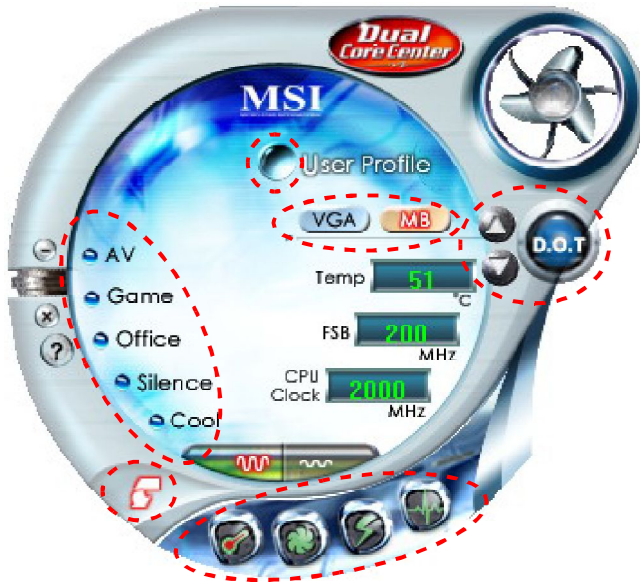 Dual
Core Center
MSI
User Profile
VGA MB
D.O.T
AV
Temp 51
°C
Game
Office
FSB 200
MHz
?
Silence
CPU
Clock 2000
MHz
Cool